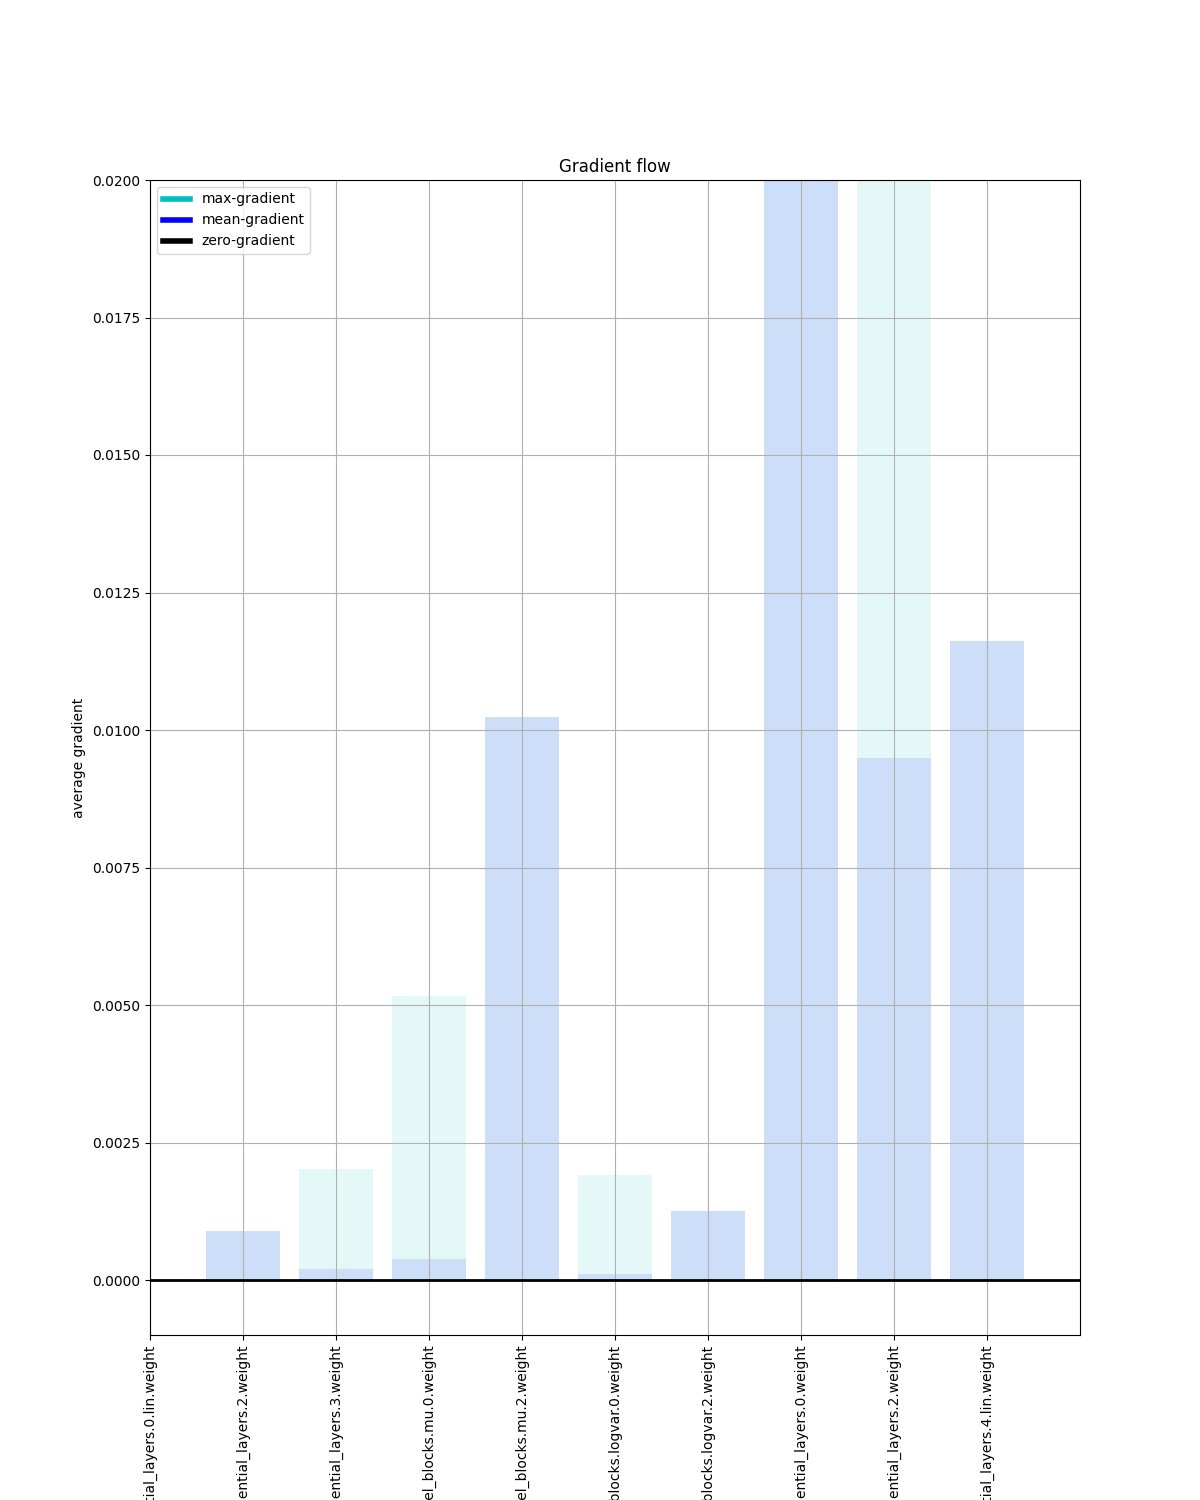 Gradient flow
max-gradient
mean-gradient
zero-gradient
0.0200
0.0175
0.0150
0.0125
0.0100
0.0075
0.0050
0.0025
0.0000
average gradient
tial_layers.0.lin.weight
ential_layers.2.weight
ential_layers.3.weight
el_blocks.mu.0.weight
el_blocks.mu.2.weight
blocks.logvar.0.weight
blocks.logvar.2.weight
ential_layers.0.weight
ential_layers.2.weight
tial_layers.4.lin.weight